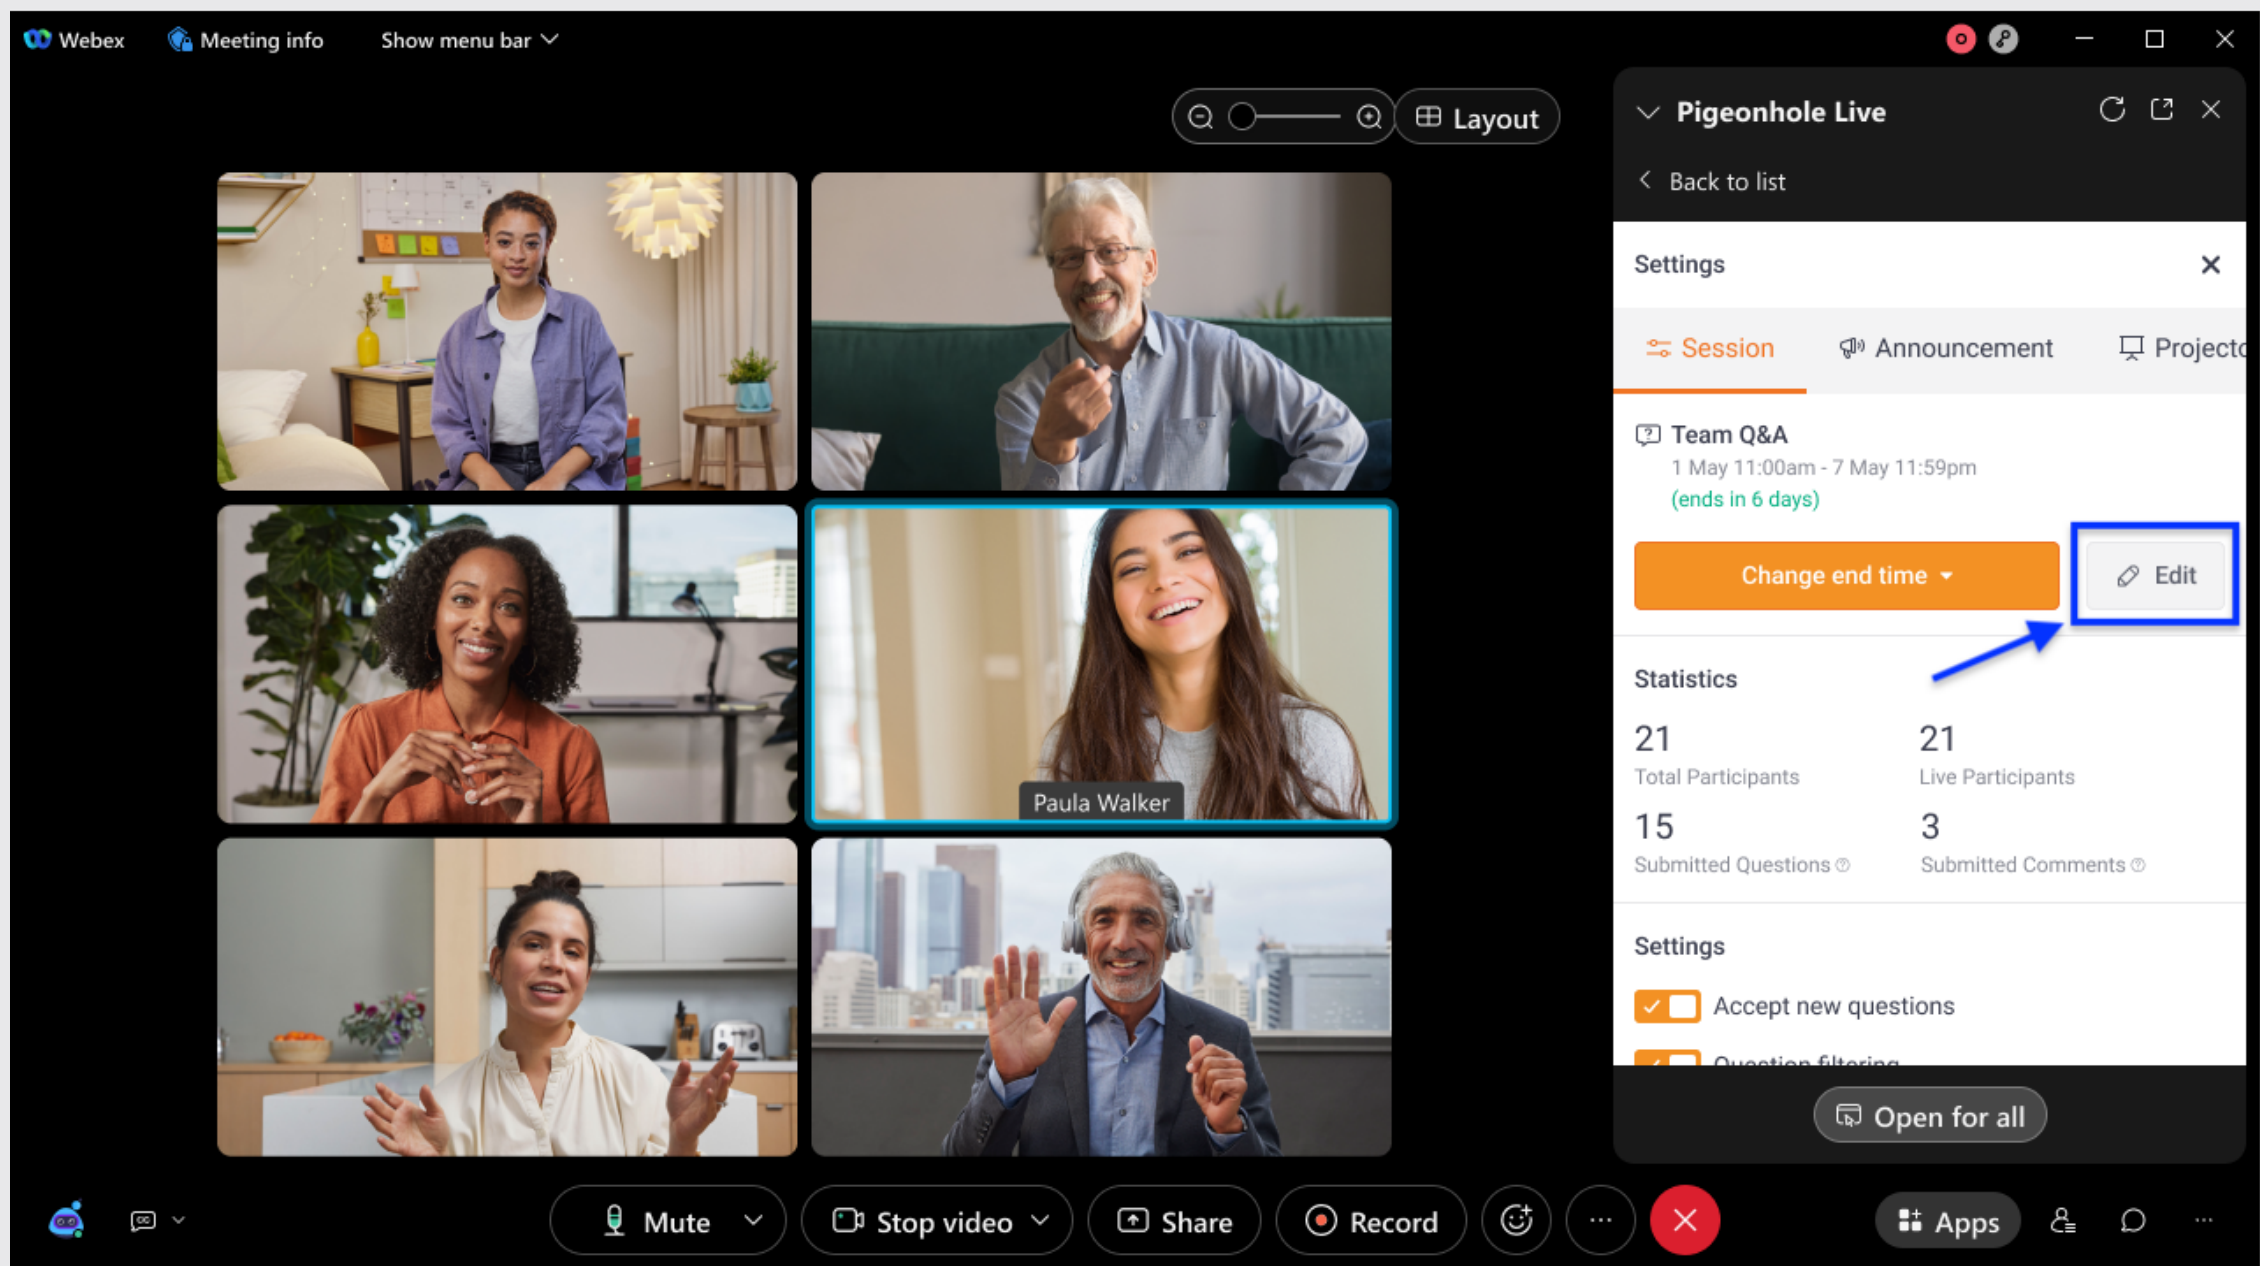 Webex
Meeting info
Show menu bar
Layout
Pigeonhole Live
Back to list
Settings
Session
Announcement
Projecto
Team Q&A
1 May 11:00am - 7 May 11:59pm
(ends in 6 days)
Change end time
Edit
Statistics
21
21
Total Participants
Live Participants
15
3
Submitted Questions
Submitted Comments
Settings
Accept new questions
Question filtering
Open for all
Paula Walker
CC
Mute
Stop video
Share
Record
Apps